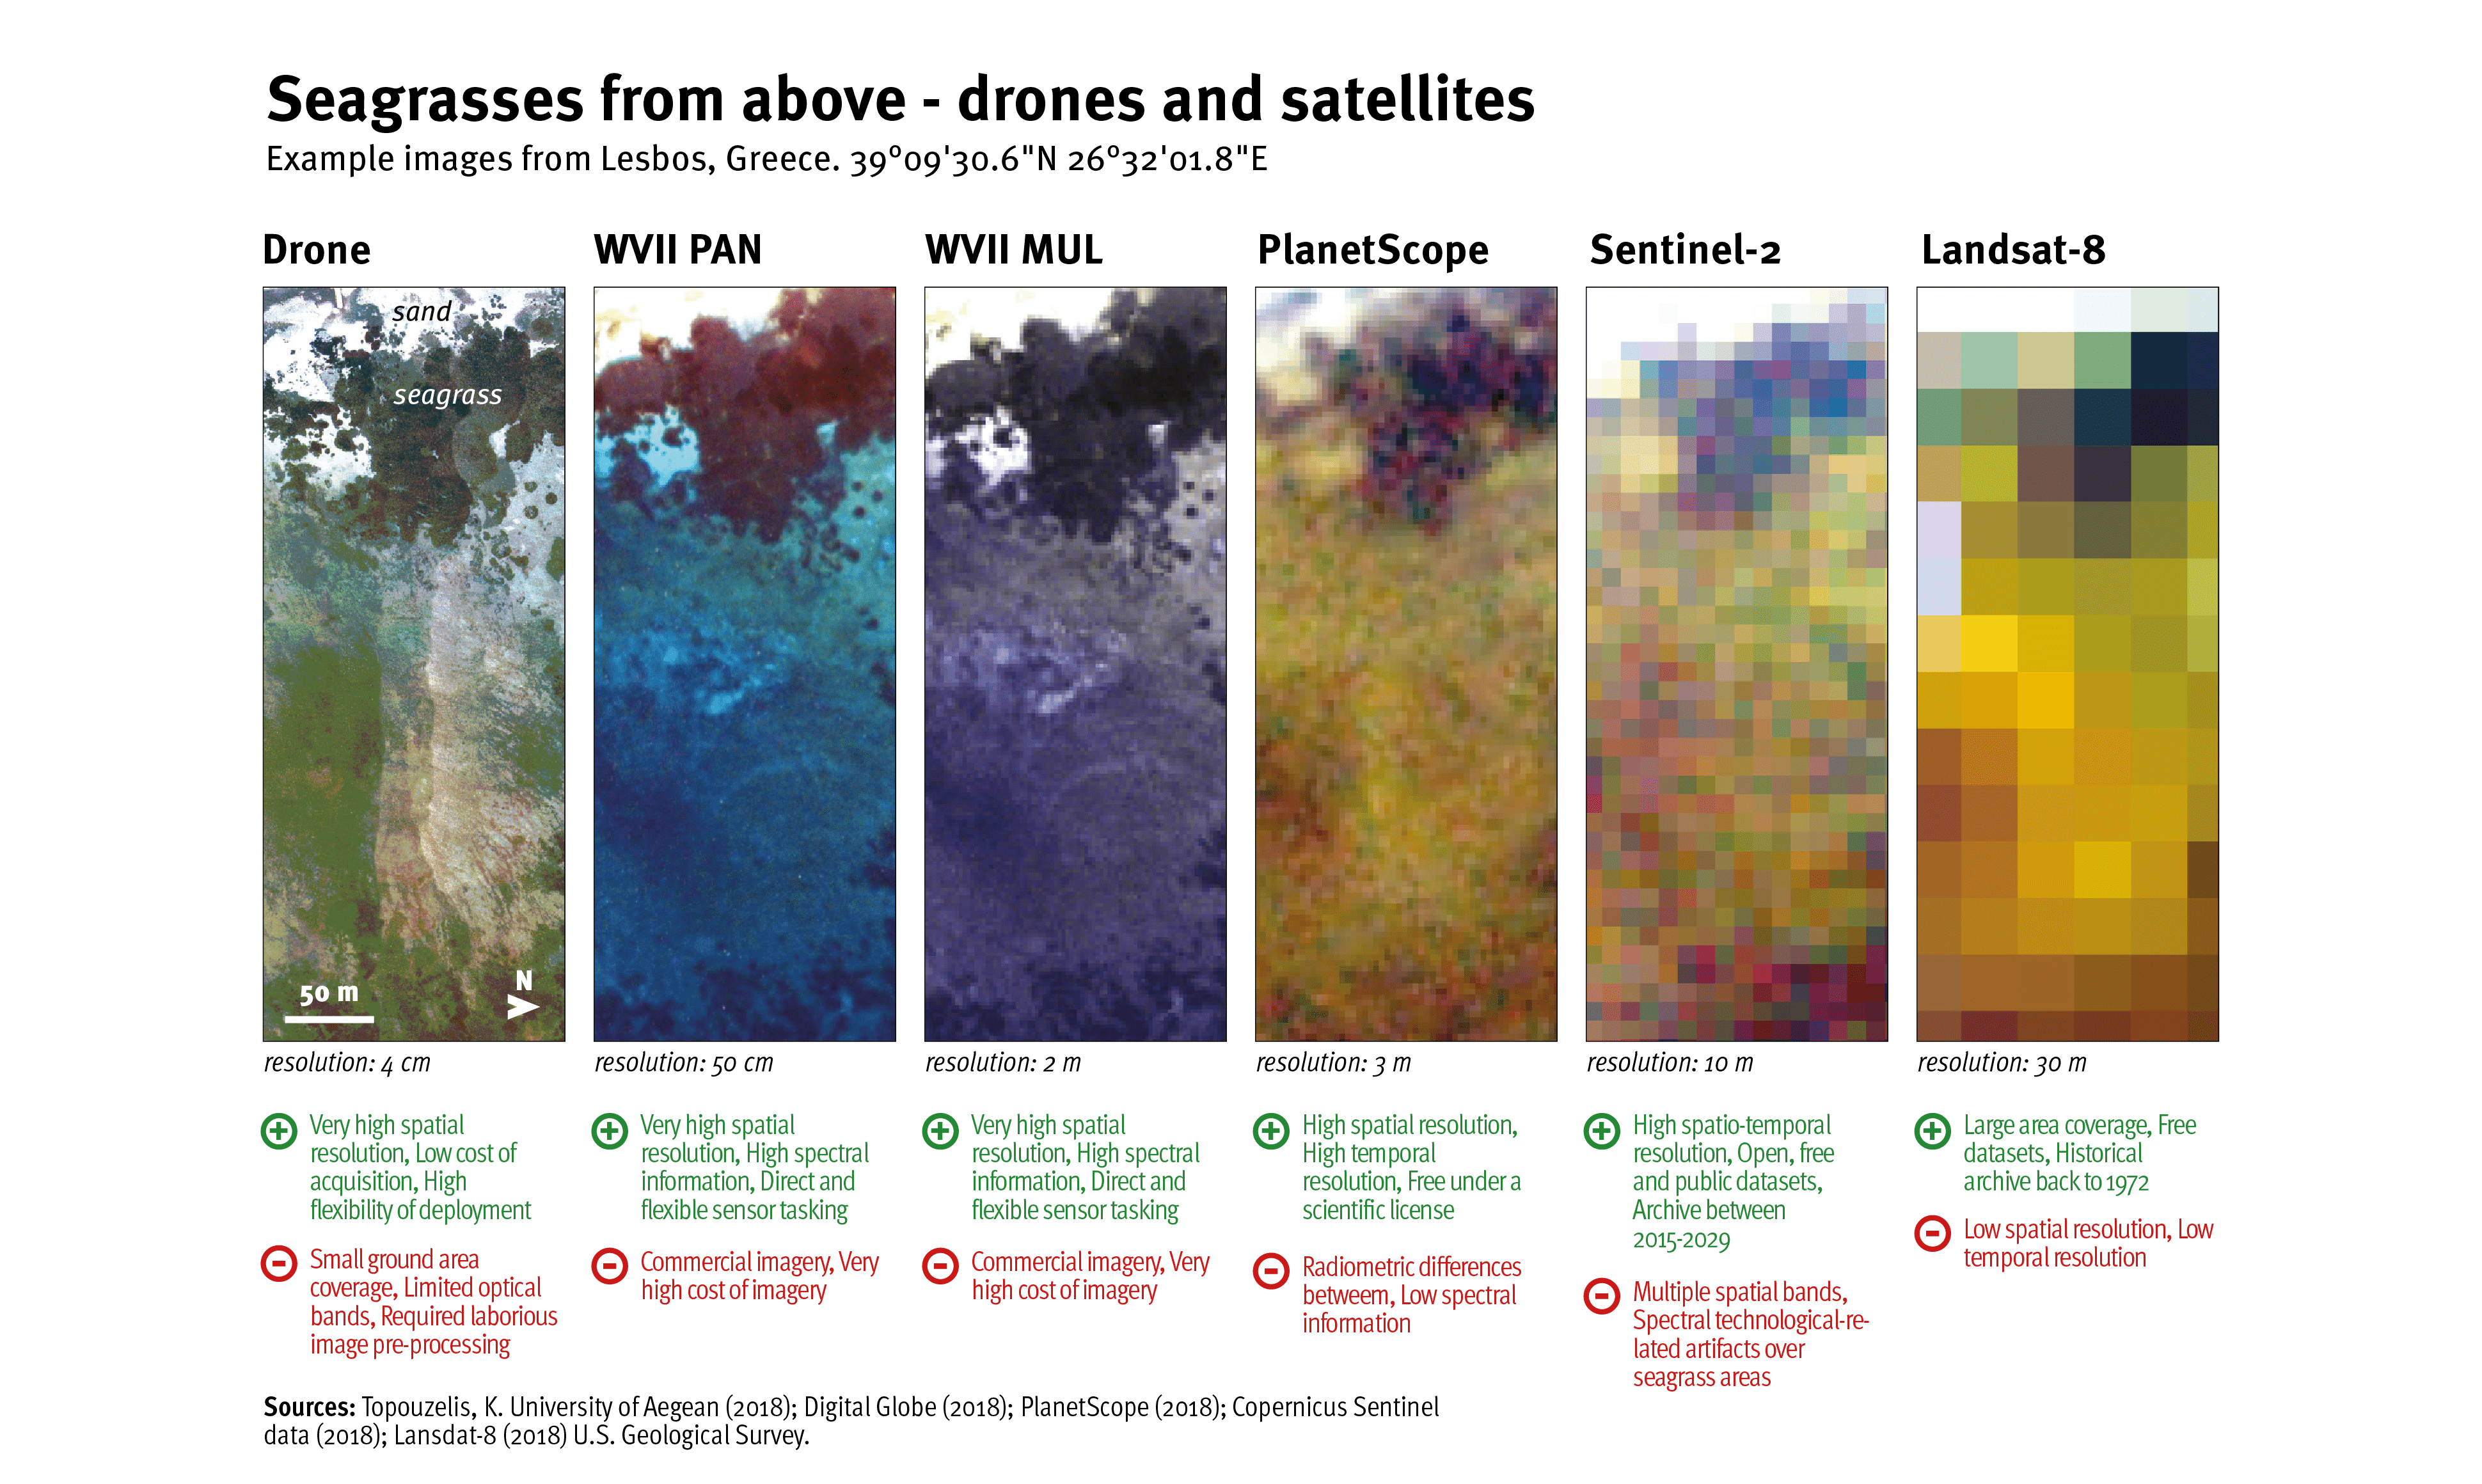 Seagrasses from above - drones and satellites
Example images from Lesbos, Greece. 39°09'30.6"N 26°32'01.8"E
Drone
sand
seagrass
50 m
N
resolution: 4 cm
Very high spatial
resolution, Low cost of
acquisition, High
flexibility of deployment
Small ground area
coverage, Limited optical
bands, Required laborious
image pre-processing
WVII PAN
resolution: 50 cm
Very high spatial
resolution, High spectral
information, Direct and
flexible sensor tasking
Commercial imagery, Very
high cost of imagery
WVII MUL
resolution: 2 m
Very high spatial
resolution, High spectral
information, Direct and
flexible sensor tasking
Commercial imagery, Very
high cost of imagery
PlanetScope
resolution: 3 m
High spatial resolution,
High temporal
resolution, Free under a
scientific license
Radiometric differences
betweem, Low spectral
information
Sentinel-2
resolution: 10 m
High spatio-temporal
resolution, Open, free
and public datasets,
Archive between
2015-2029
Multiple spatial bands,
Spectral technological-re-
lated artifacts over
seagrass areas
Landsat-8
resolution: 30 m
Large area coverage, Free
datasets, Historical
archive back to 1972
Low spatial resolution, Low
temporal resolution
Sources: Topouzelis, K. University of Aegean (2018); Digital Globe (2018); PlanetScope (2018); Copernicus Sentinel
data (2018); Lansdat-8 (2018) U.S. Geological Survey.